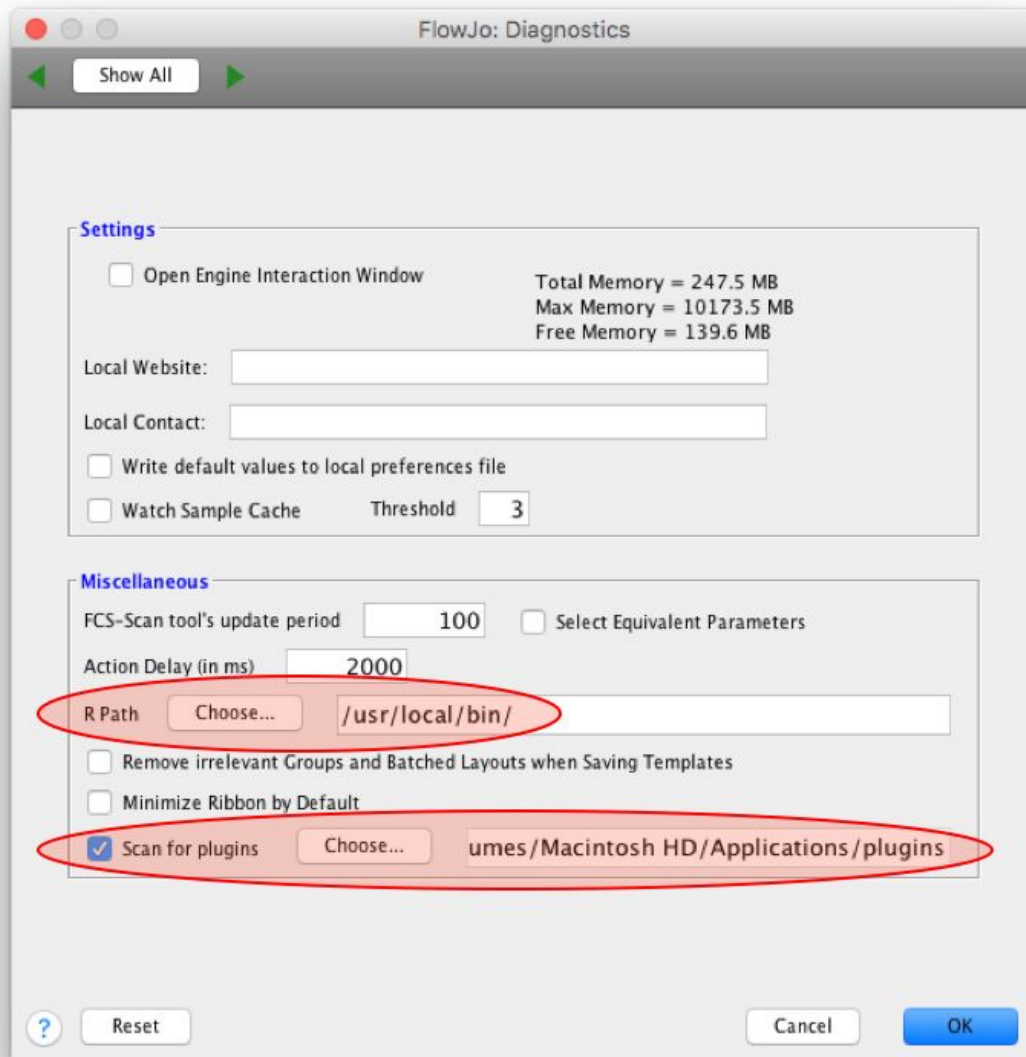 FlowJo: Diagnostics
Show All
Settings
Open Engine Interaction Window
Total Memory = 247.5 MB
Max Memory = 10173.5 MB
Free Memory = 139.6 MB
Local Website:
Local Contact:
Write default values to local preferences file
Watch Sample Cache Threshold 3
Miscellaneous
FCS-Scan tool's update period 100 Select Equivalent Parameters
Action Delay (in ms) 2000
R Path Choose... /usr/local/bin/
Remove irrelevant Groups and Batched Layouts when Saving Templates
Minimize Ribbon by Default
Scan for plugins Choose... umes/Macintosh HD/Applications/plugins
? Reset Cancel OK